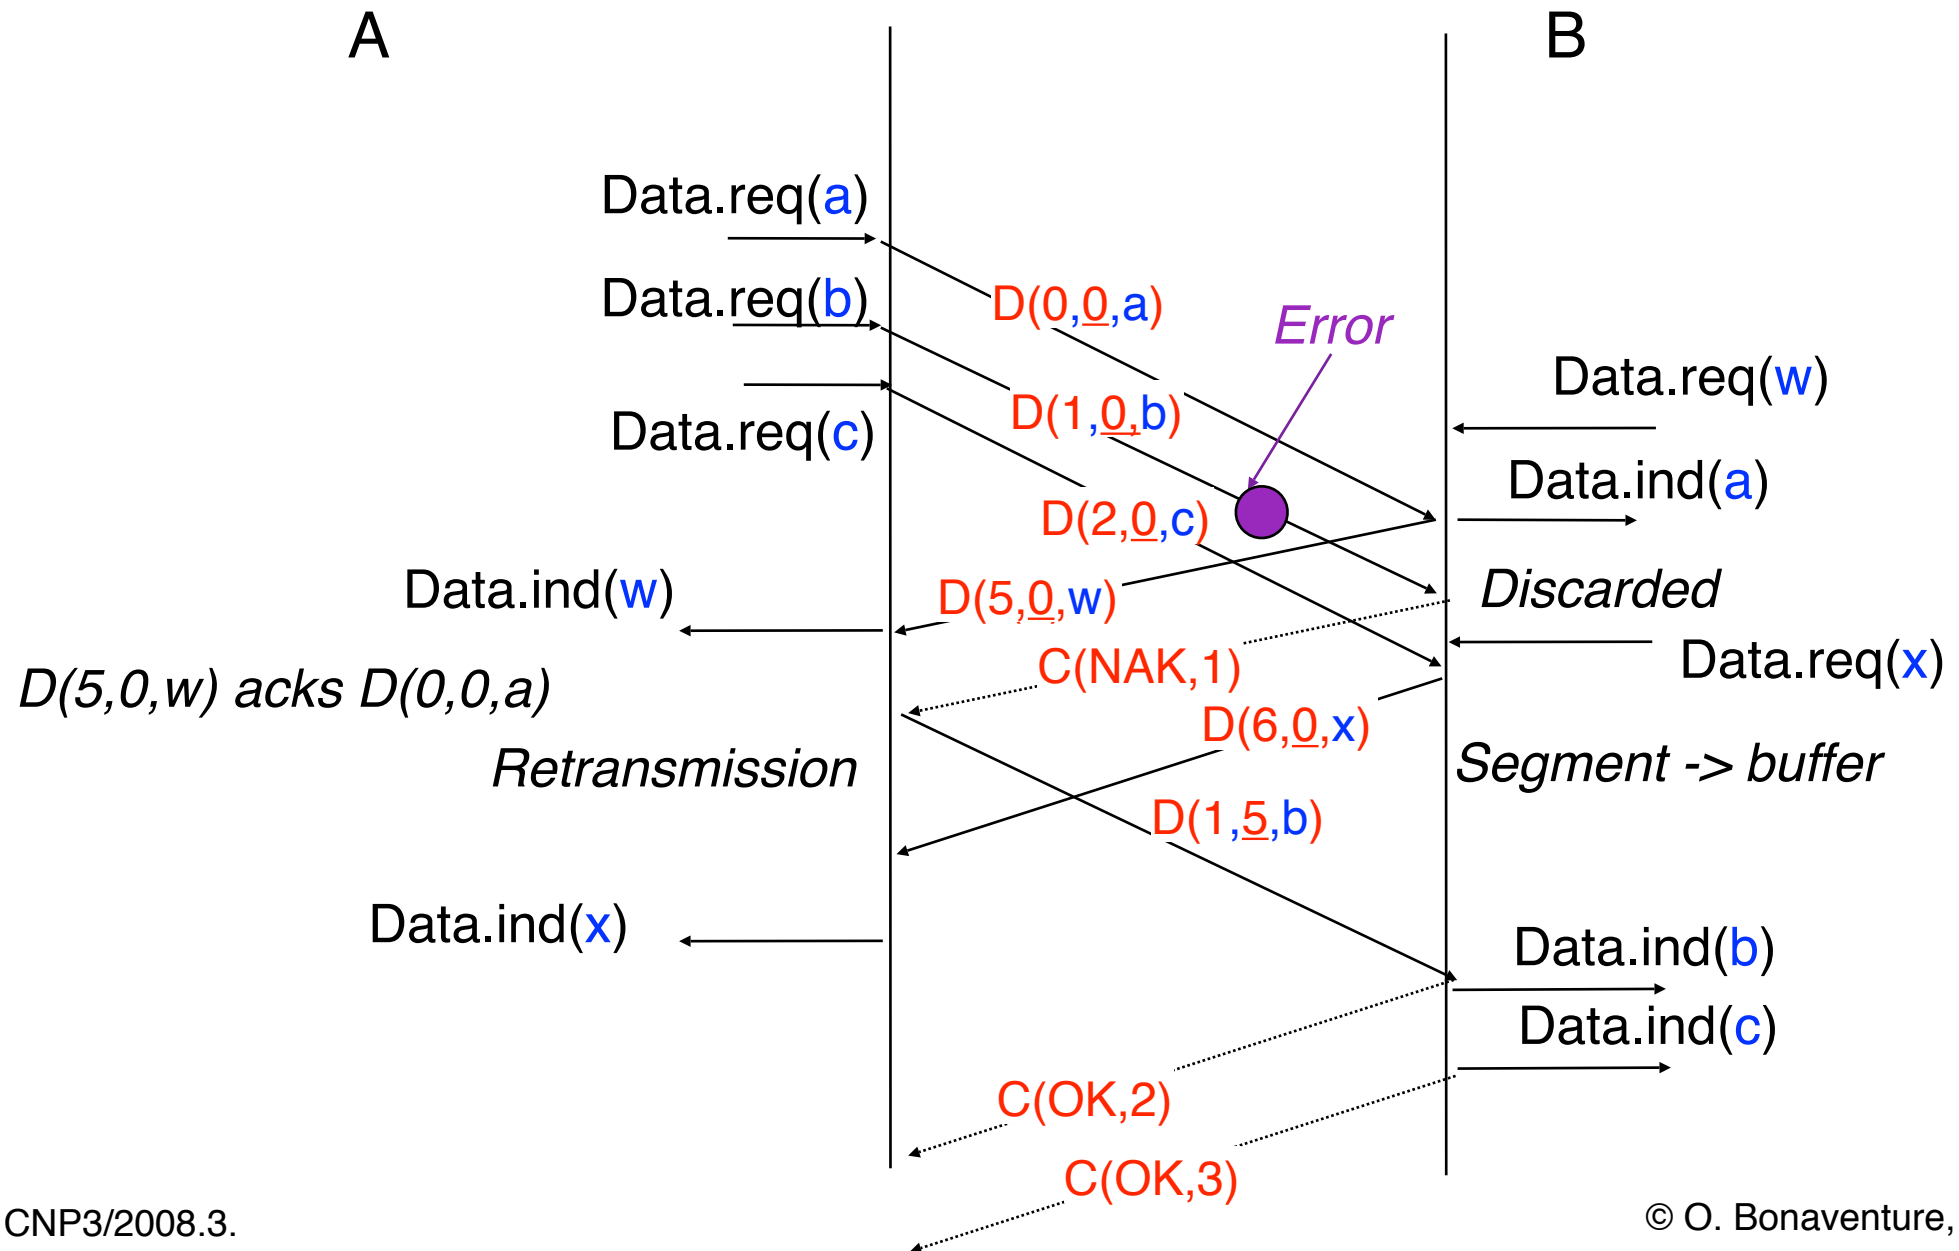 A
B
Data.req(a)
Data.req(b)
D(0,0,a)
Error
Data.req(w)
D(1,0,b)
Data.req(c)
Data.ind(a)
D(2,0,c)
Data.ind(w)
D(5,0,w)
Discarded
C(NAK,1)
Data.req(x)
D(5,0,w) acks D(0,0,a)
D(6,0,x)
Retransmission
Segment -> buffer
D(1,5,b)
Data.ind(x)
Data.ind(b)
Data.ind(c)
C(OK,2)
C(OK,3)
CNP3/2008.3.
© O. Bonaventure,